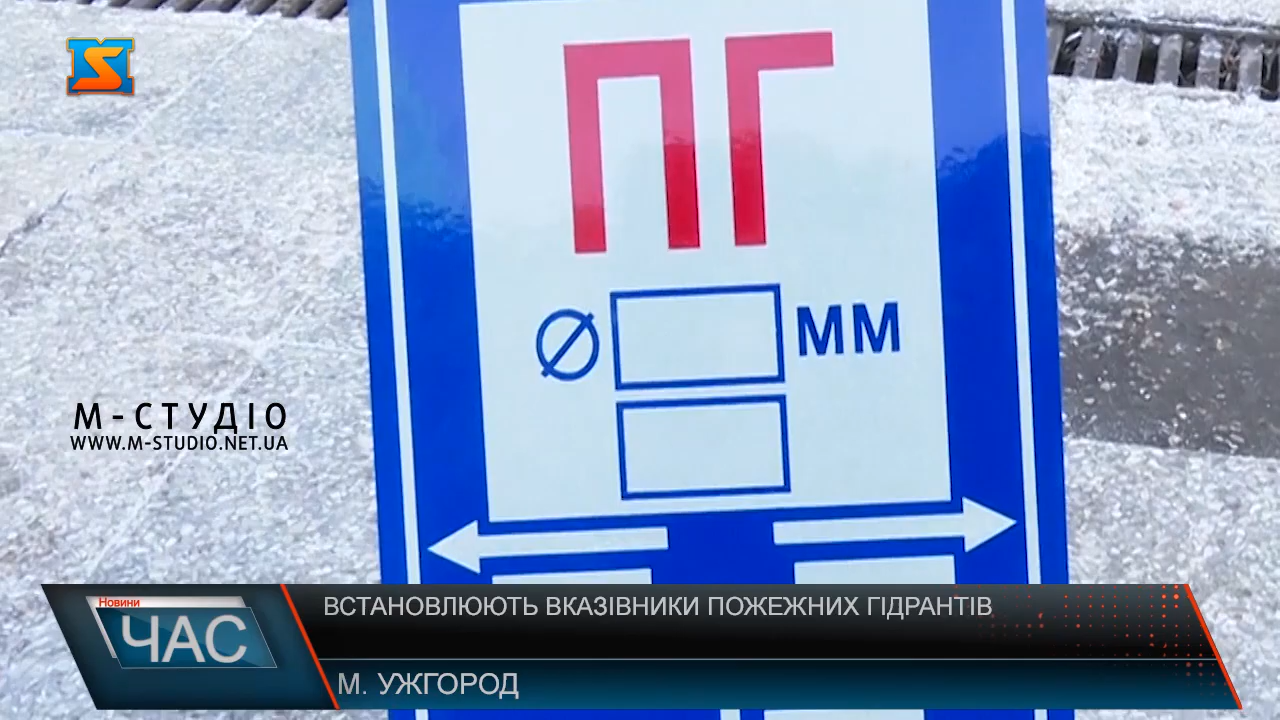 ПГ
Ø ММ
М-СТУДІО
WWW.M-STUDIO.NET.UA
Новини
ЧАС
ВСТАНОВЛЮЮТЬ ВКАЗІВНИКИ ПОЖЕЖНИХ ГІДРАНТІВ
М. УЖГОРОД